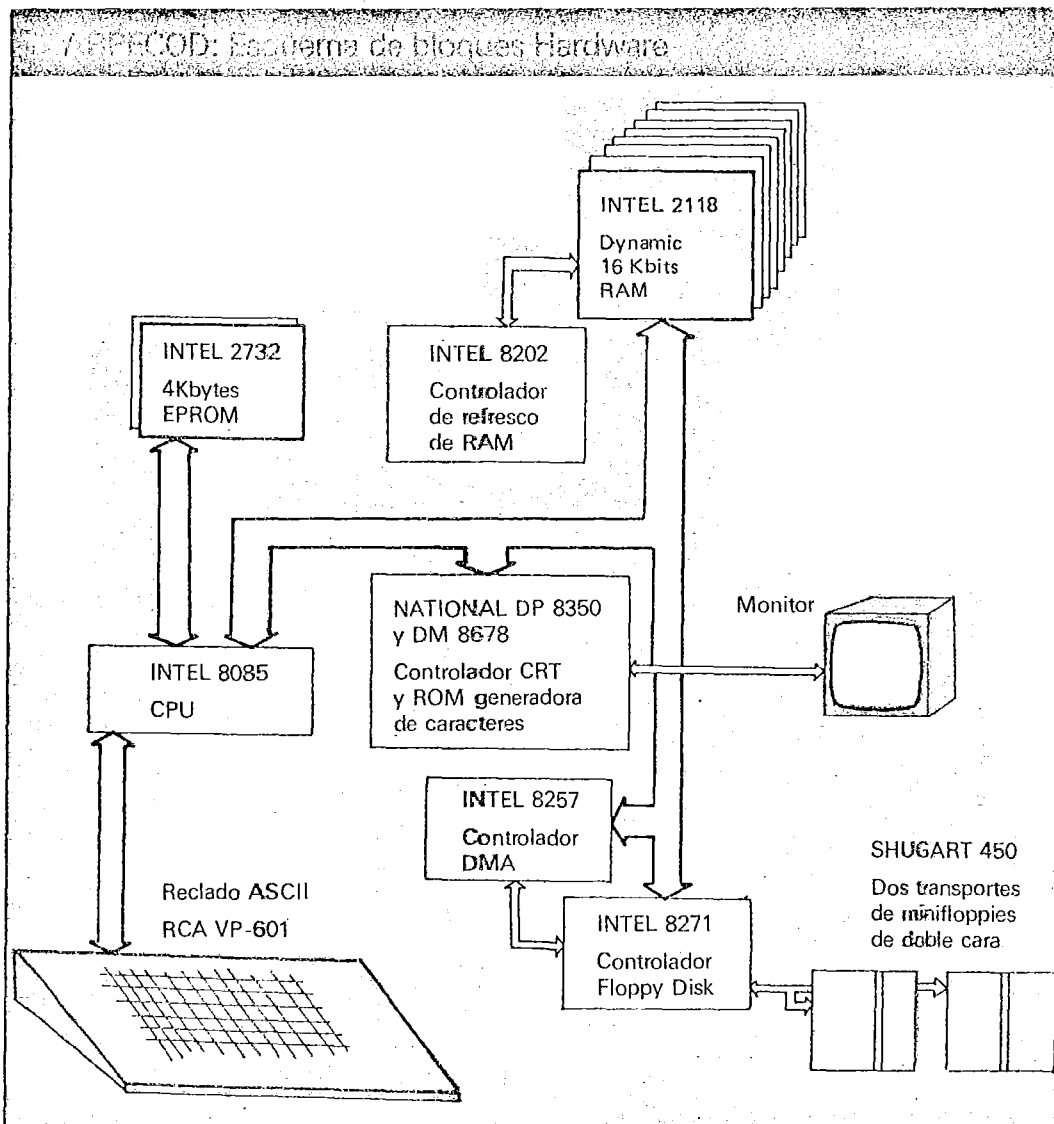 ARPECOD: Esquema de bloques Hardware
INTEL 2118
Dynamic
16 Kbits
RAM
INTEL 2732
4Kbytes
EPROM
INTEL 8202
Controlador
de refresco
de RAM
NATIONAL DP 8350
y DM 8678
Controlador CRT
y ROM generadora
de caracteres
Monitor
INTEL 8085
CPU
INTEL 8257
Controlador
DMA
SHUGART 450
Dos transportes
de minifloppies
de doble cara
Reclado ASCII
RCA VP-601
INTEL 8271
Controlador
Floppy Disk